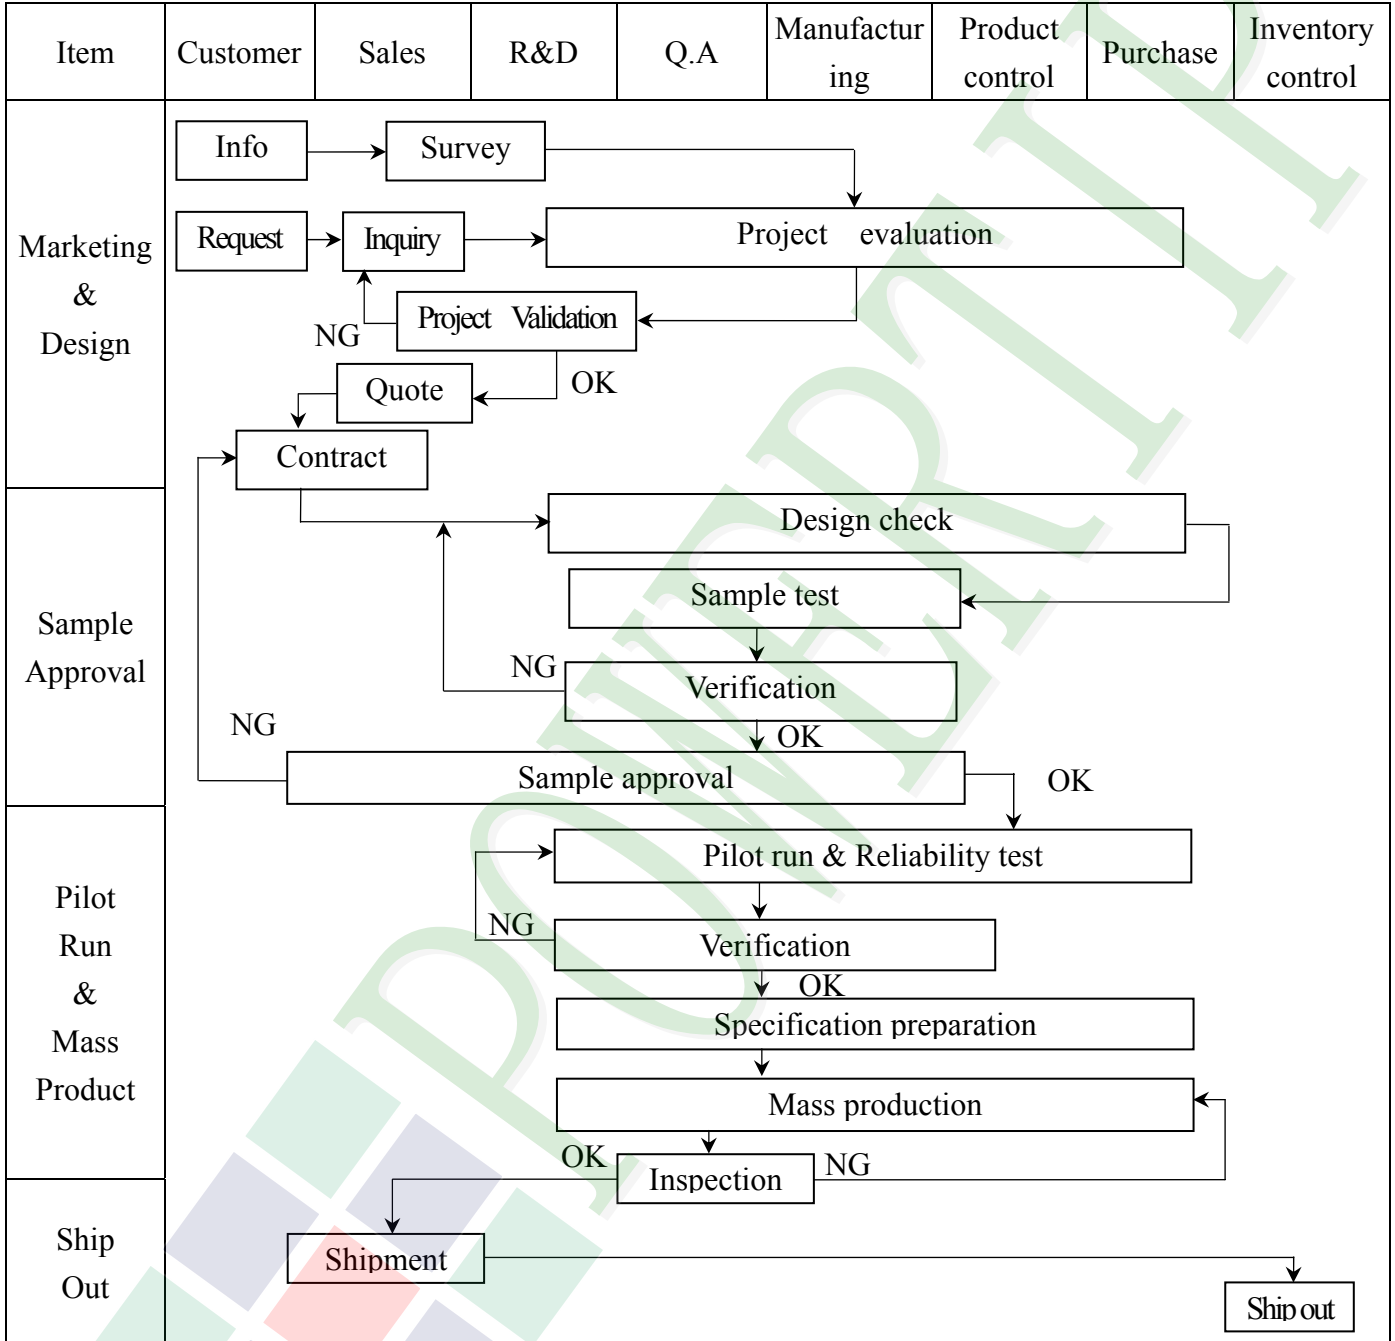 Item
Customer
Sales
R&D
Q.A
Manufactur
ing
Product
control
Purchase
Inventory
control
Marketing
&
Design
Info
Survey
Request
Inquiry
Project evaluation
Project Validation
NG
OK
Quote
Contract
Sample
Approval
Design check
Sample test
NG
Verification
OK
NG
Sample approval
OK
Pilot
Run
&
Mass
Product
Pilot run & Reliability test
NG
Verification
OK
Specification preparation
Mass production
OK
Inspection
NG
Ship
Out
Shipment
Ship out
POWERTIP